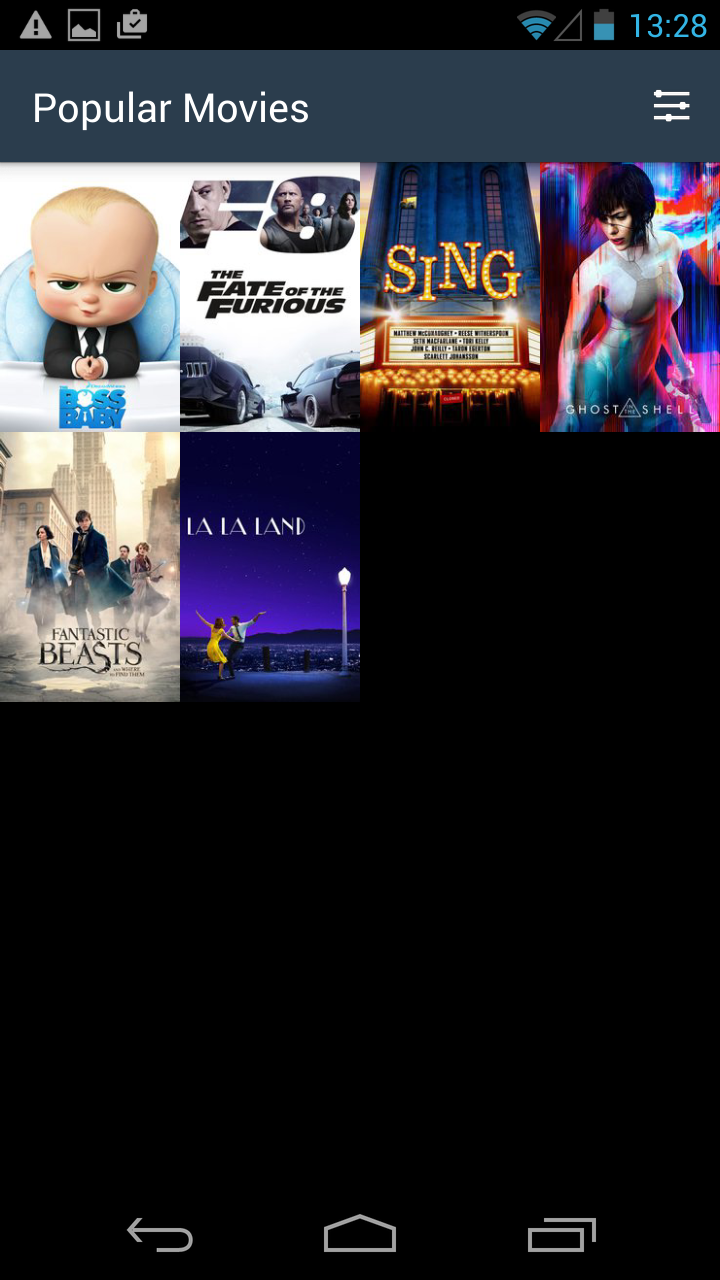 13:28
Popular Movies
THE
BOSS
BABY
F8
THE
FATE OF THE
FURIOUS
SING
MATTHEW McCONAUGHEY • REESE WITHERSPOON
SETH MACFARLANE • TORI KELLY
JOHN C. REILLY • TARON EGERTON
SCARLETT JOHANSSON
CLOSED
GHOST IN THE SHELL
FANTASTIC
BEASTS
AND WHERE
TO FIND THEM
LA LA LAND